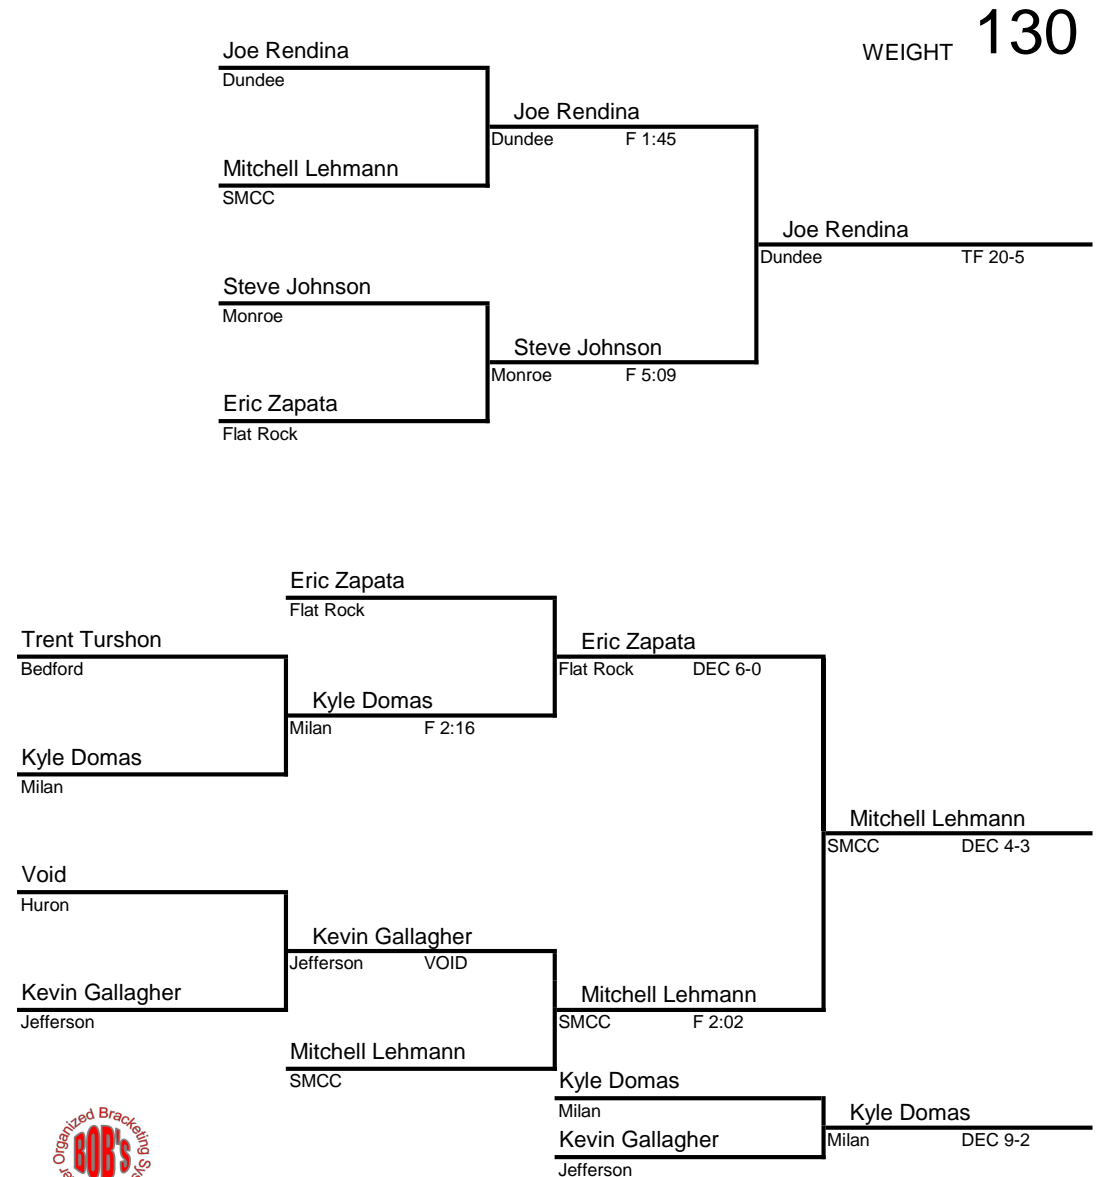 WEIGHT 130
Joe Rendina
Dundee
Joe Rendina
Dundee F 1:45
Mitchell Lehmann
SMCC
Joe Rendina
Dundee TF 20-5
Steve Johnson
Monroe
Steve Johnson
Monroe F 5:09
Eric Zapata
Flat Rock
Eric Zapata
Flat Rock
Trent Turshon
Bedford
Eric Zapata
Flat Rock DEC 6-0
Kyle Domas
Milan F 2:16
Kyle Domas
Milan
Mitchell Lehmann
SMCC DEC 4-3
Void
Huron
Kevin Gallagher
Jefferson VOID
Kevin Gallagher
Jefferson
Mitchell Lehmann
SMCC F 2:02
Mitchell Lehmann
SMCC
Kyle Domas
Milan
Kyle Domas
Milan DEC 9-2
Kevin Gallagher
Jefferson
Organized Bracketing
BOB'S